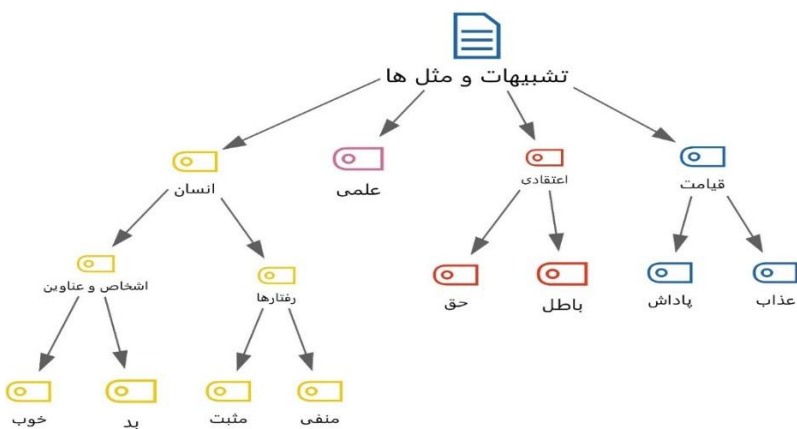 تشبیهات و مثل ها
قیامت
اعتقادی
علمی
انسان
عذاب
پاداش
باطل
حق
رفتارها
اشخاص و عناوین
منفی
مثبت
بد
خوب